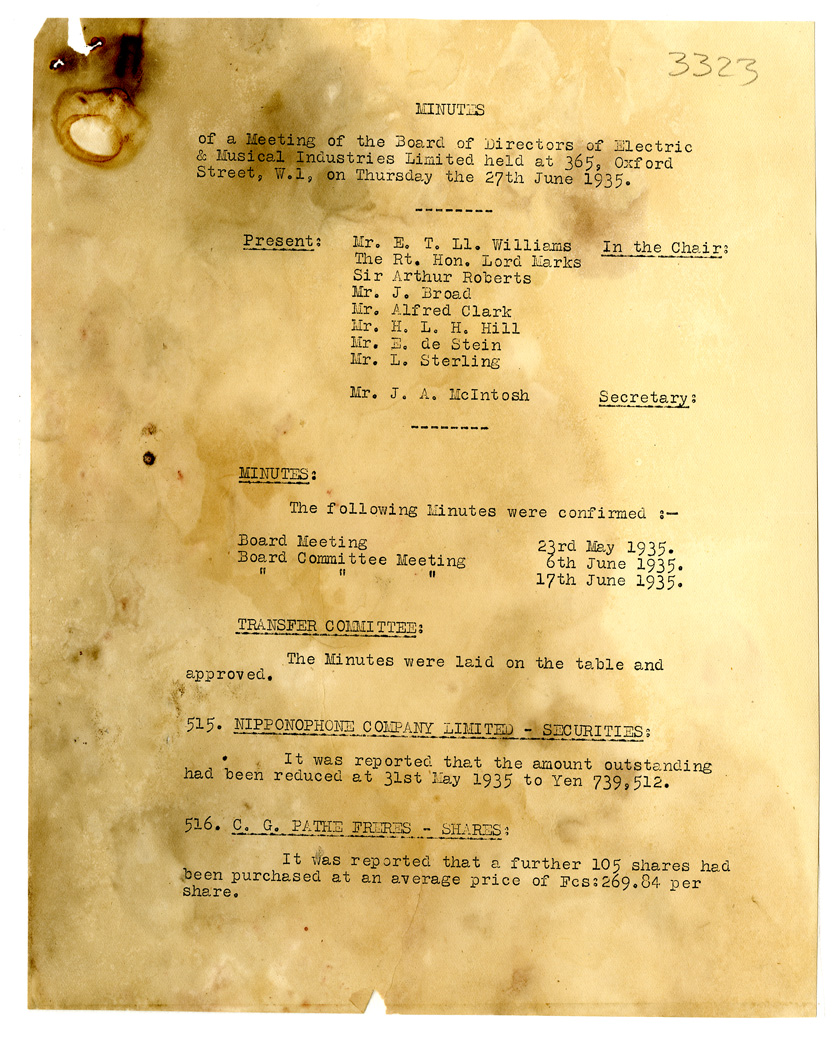 3323
MINUTES
of a Meeting of the Board of Directors of Electric
& Musical Industries Limited held at 365, Oxford
Street, W.1, on Thursday the 27th June 1935.
--------
Present: Mr. E. T. Ll. Williams In the Chair:
The Rt. Hon. Lord Marks
Sir Arthur Roberts
Mr. J. Broad
Mr. Alfred Clark
Mr. H. L. H. Hill
Mr. E. de Stein
Mr. L. Sterling
Mr. J. A. McIntosh Secretary:
--------
MINUTES:
The following Minutes were confirmed :-
Board Meeting 23rd May 1935.
Board Committee Meeting 6th June 1935.
" " " 17th June 1935.
TRANSFER COMMITTEE:
The Minutes were laid on the table and
approved.
515. NIPPONOPHONE COMPANY LIMITED - SECURITIES:
It was reported that the amount outstanding
had been reduced at 31st May 1935 to Yen 739,512.
516. C. G. PATHE FRERES - SHARES:
It was reported that a further 105 shares had
been purchased at an average price of Fcs:269.84 per
share.